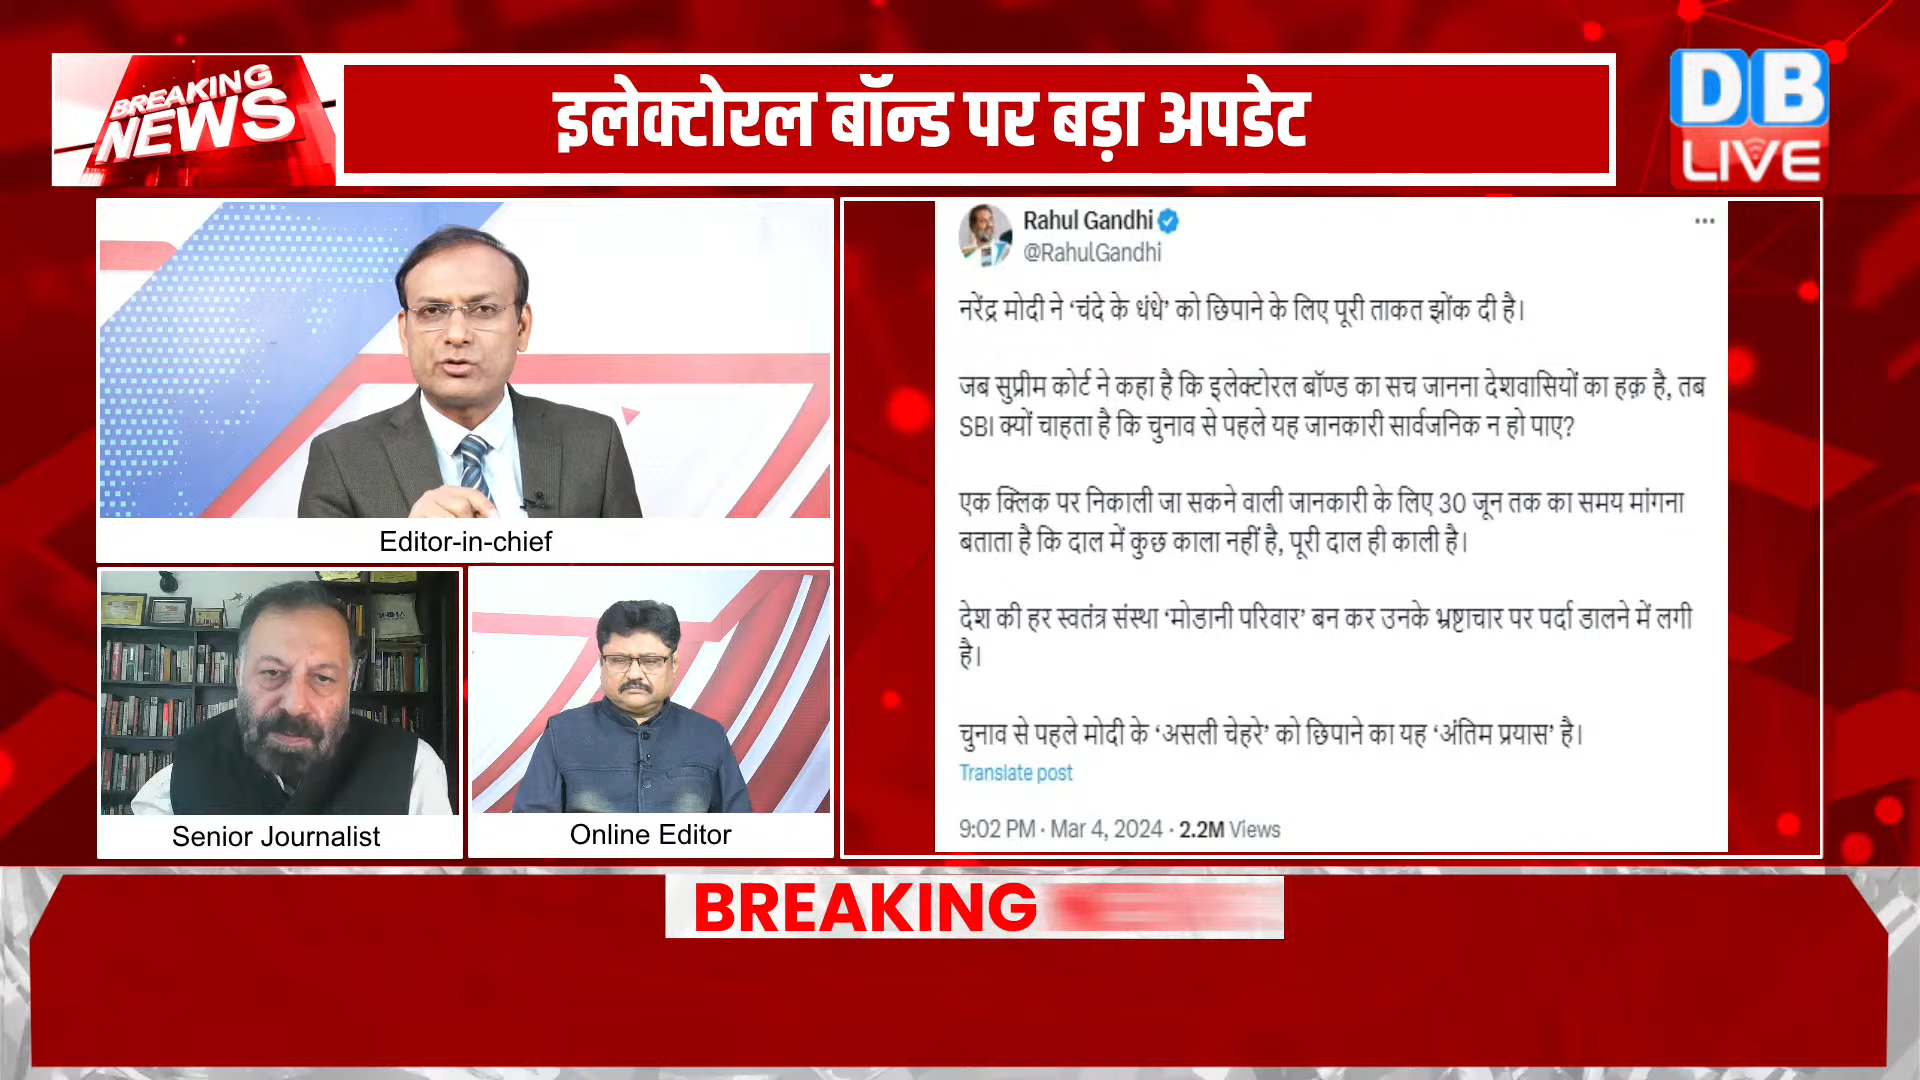 BREAKING
NEWS
इलेक्टोरल बॉन्ड पर बड़ा अपडेट
DB
LIVE
Editor-in-chief
Senior Journalist
Online Editor
Rahul Gandhi
@RahulGandhi
नरेंद्र मोदी ने ‘चंदे के धंधे’ को छिपाने के लिए पूरी ताकत झोंक दी है।
जब सुप्रीम कोर्ट ने कहा है कि इलेक्टोरल बॉण्ड का सच जानना देशवासियों का हक़ है, तब
SBI क्यों चाहता है कि चुनाव से पहले यह जानकारी सार्वजनिक न हो पाए?
एक क्लिक पर निकाली जा सकने वाली जानकारी के लिए 30 जून तक का समय मांगना
बताता है कि दाल में कुछ काला नहीं है, पूरी दाल ही काली है।
देश की हर स्वतंत्र संस्था ‘मोडानी परिवार’ बन कर उनके भ्रष्टाचार पर पर्दा डालने में लगी
है।
चुनाव से पहले मोदी के ‘असली चेहरे’ को छिपाने का यह ‘अंतिम प्रयास’ है।
Translate post
9:02 PM · Mar 4, 2024 · 2.2M Views
BREAKING